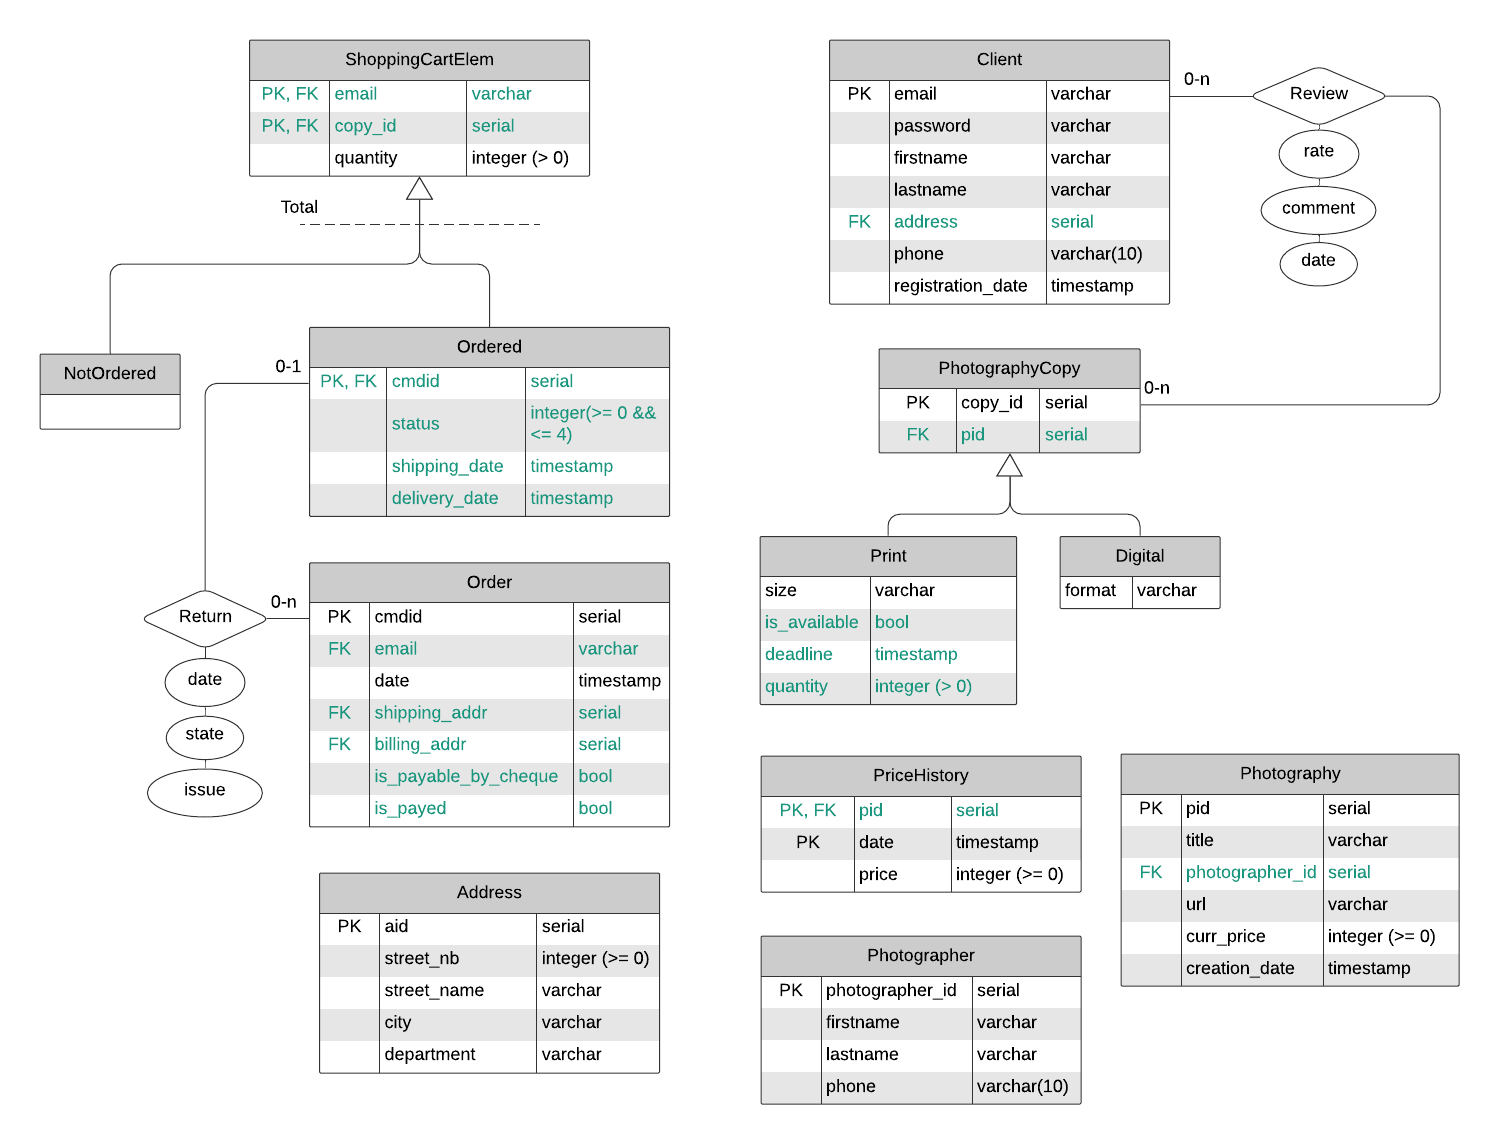 ShoppingCartElem
PK, FK email varchar
PK, FK copy_id serial
quantity integer (> 0)
Total
NotOrdered
0-1
Ordered
PK, FK cmdid serial
status integer(>= 0 &&
<= 4)
shipping_date timestamp
delivery_date timestamp
Return
0-n
date
state
issue
Order
PK cmdid serial
FK email varchar
date timestamp
FK shipping_addr serial
FK billing_addr serial
is_payable_by_cheque bool
is_payed bool
Address
PK aid serial
street_nb integer (>= 0)
street_name varchar
city varchar
department varchar
Client
PK email varchar
password varchar
firstname varchar
lastname varchar
FK address serial
phone varchar(10)
registration_date timestamp
0-n
Review
rate
comment
date
PhotographyCopy
0-n
PK copy_id serial
FK pid serial
Print
size varchar
is_available bool
deadline timestamp
quantity integer (> 0)
Digital
format varchar
PriceHistory
PK, FK pid serial
PK date timestamp
price integer (>= 0)
Photography
PK pid serial
title varchar
FK photographer_id serial
url varchar
curr_price integer (>= 0)
creation_date timestamp
Photographer
PK photographer_id serial
firstname varchar
lastname varchar
phone varchar(10)